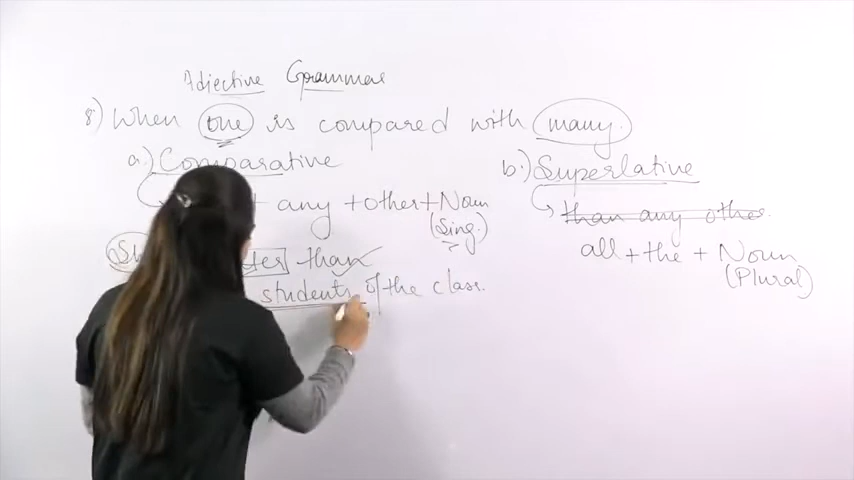 Adjective Grammar
8.) When one is compared with many.
a.) Comparative
+ any + other + Noun
(Sing.)
than
students of the class.
b.) Superlative
than any other
all + the + Noun
(Plural)